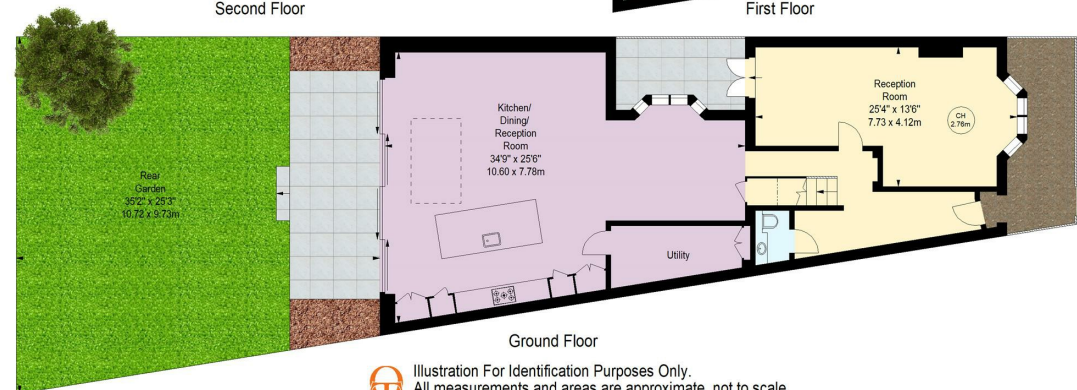 Second Floor
First Floor
Kitchen/
Dining/
Reception
Room
34'9" x 25'6"
10.60 x 7.78m
Reception
Room
25'4" x 13'6"
7.73 x 4.12m
CH
2.76m
Rear
Garden
35'2" x 25'3"
10.72 x 9.73m
Utility
Ground Floor
Illustration For Identification Purposes Only.
All measurements and areas are approximate, not to scale